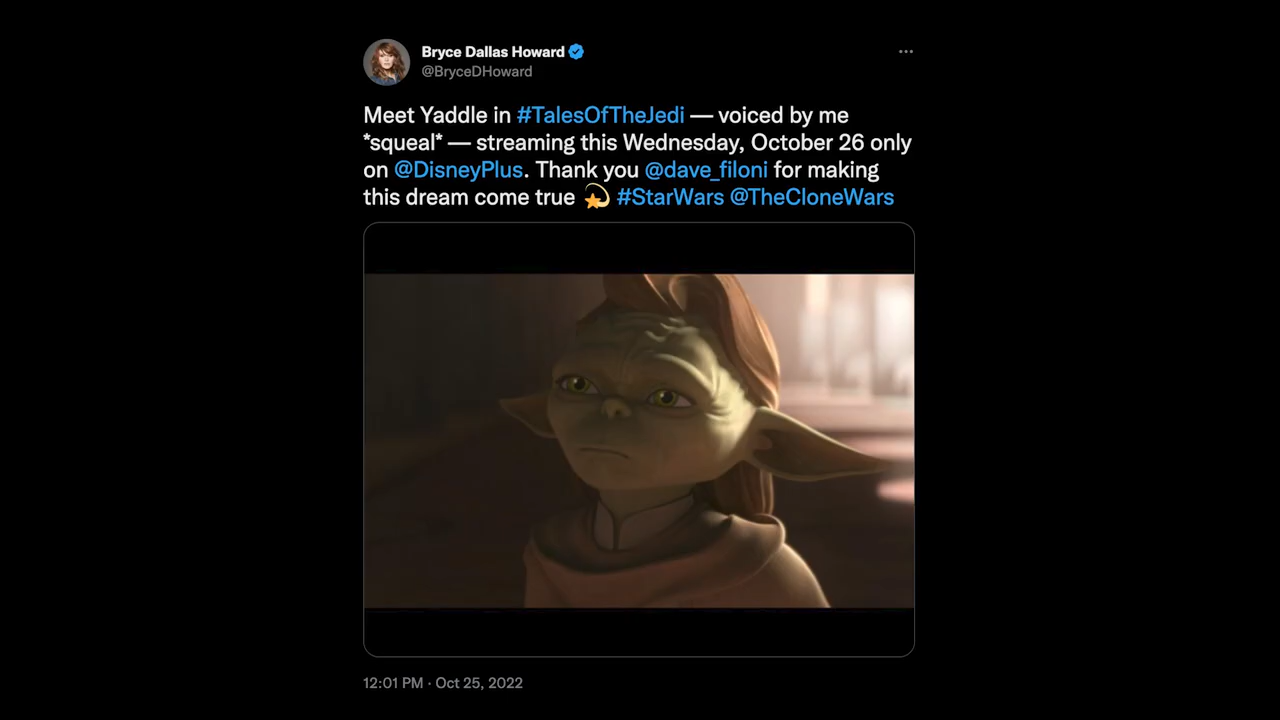 Bryce Dallas Howard
@BryceDHoward
Meet Yaddle in #TalesOfTheJedi — voiced by me
*squeal* — streaming this Wednesday, October 26 only
on @DisneyPlus. Thank you @dave_filoni for making
this dream come true 💫 #StarWars @TheCloneWars
12:01 PM · Oct 25, 2022